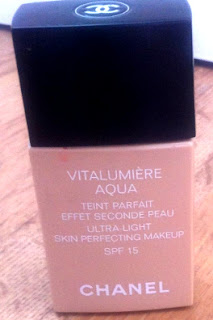 VITALUMIÈRE
AQUA
TEINT PARFAIT
EFFET SECONDE PEAU
ULTRA-LIGHT
SKIN PERFECTING MAKEUP
SPF 15
CHANEL